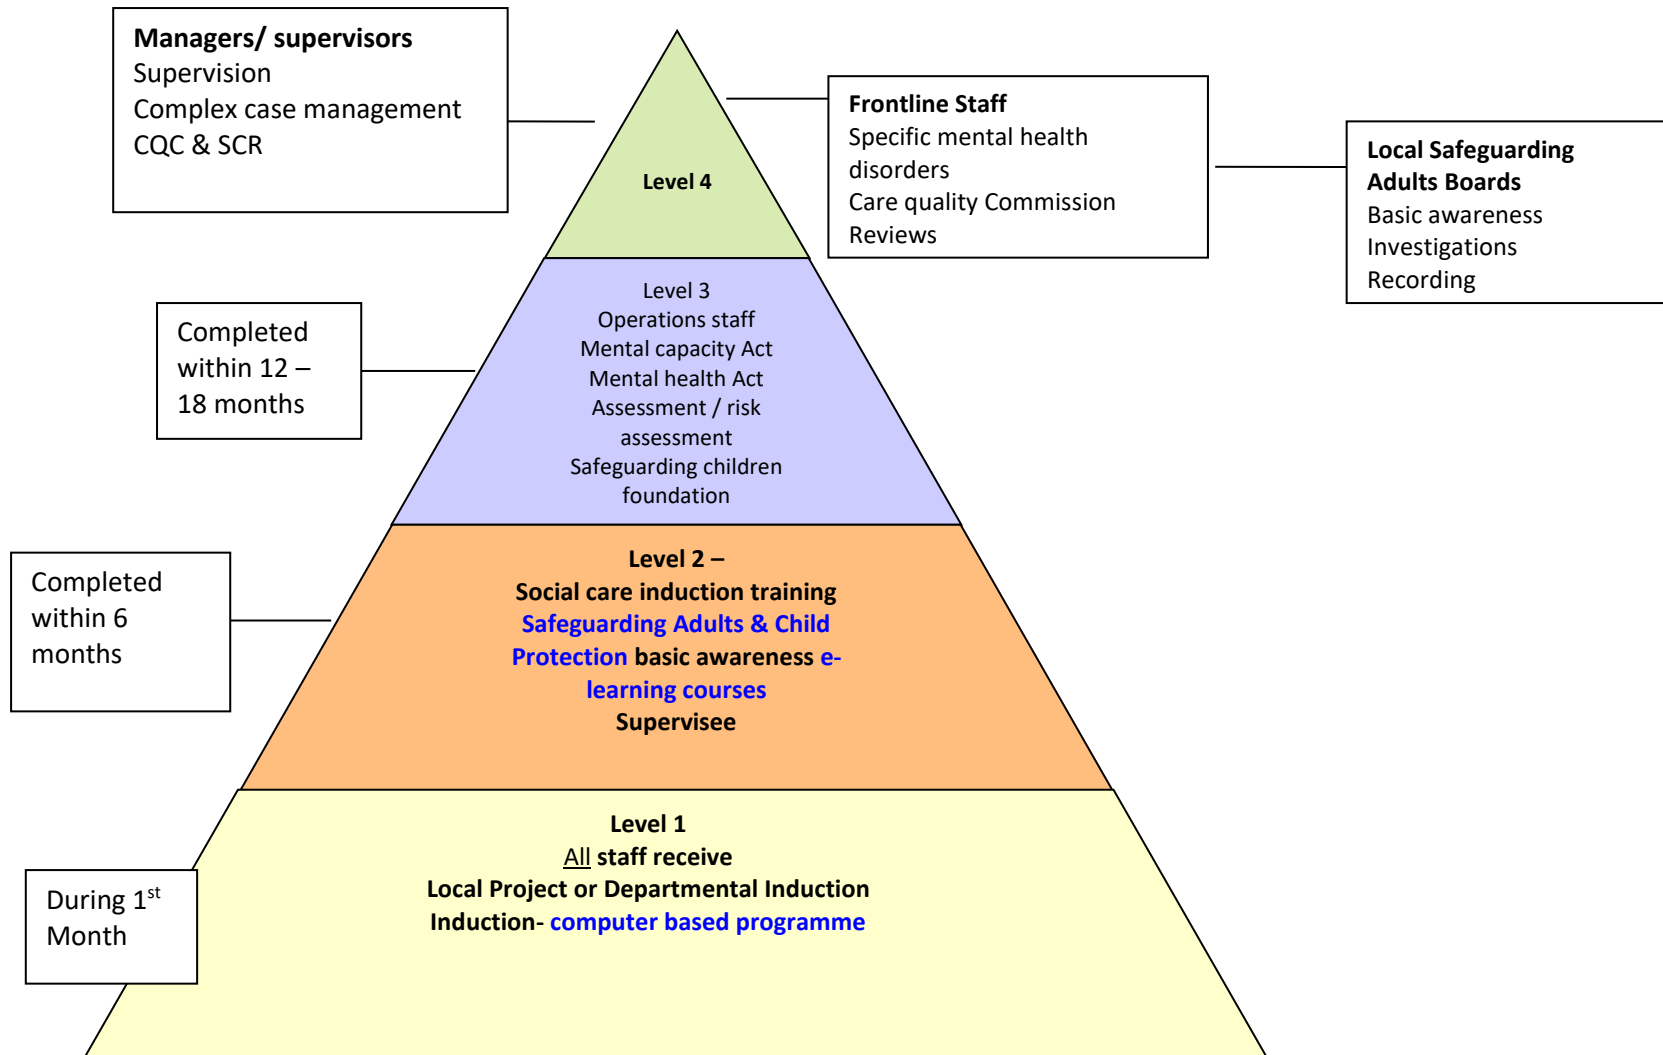 Managers/ supervisors
Supervision
Complex case management
CQC & SCR
Level 4
Frontline Staff
Specific mental health
disorders
Care quality Commission
Reviews
Local Safeguarding
Adults Boards
Basic awareness
Investigations
Recording
Completed
within 12 –
18 months
Level 3
Operations staff
Mental capacity Act
Mental health Act
Assessment / risk
assessment
Safeguarding children
foundation
Completed
within 6
months
Level 2 –
Social care induction training
Safeguarding Adults & Child
Protection basic awareness e-
learning courses
Supervisee
During 1st
Month
Level 1
All staff receive
Local Project or Departmental Induction
Induction- computer based programme